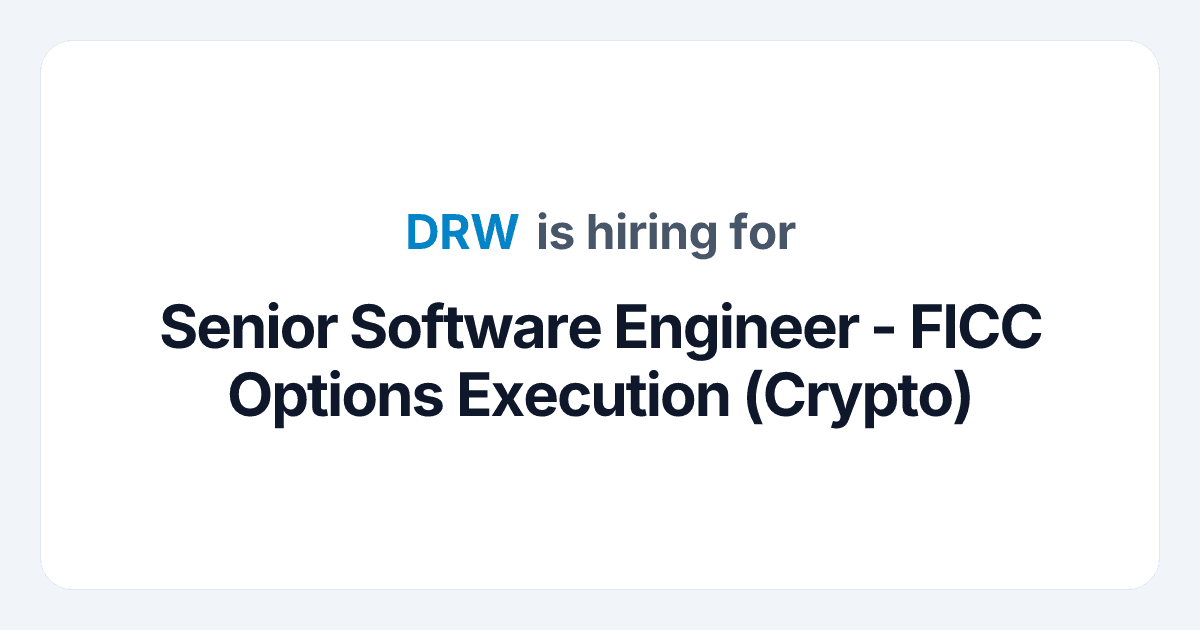 DRW is hiring for
Senior Software Engineer - FICC
Options Execution (Crypto)